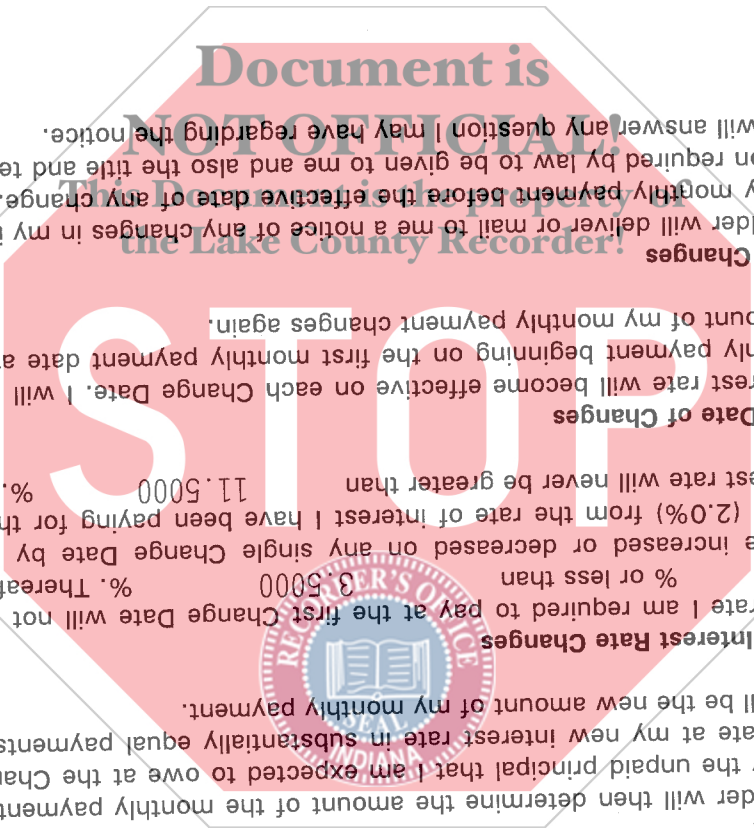 Document is
NOT OFFICIAL!
This Document is the property of
the Lake County Recorder!
STOP
RECORDER'S OFFICE
SEAL
INDIANA
der will then determine the amount of the monthly payment
the unpaid principal that I am expected to owe at the Chan
ate at my new interest rate in substantially equal payments
ll be the new amount of my monthly payment.
Interest Rate Changes
rate I am required to pay at the first Change Date will not
% or less than 3.5000 %. Thereaf
e increased or decreased on any single Change Date by
(2.0%) from the rate of interest I have been paying for th
est rate will never be greater than 11.5000 %.
Date of Changes
rest rate will become effective on each Change Date. I will
hly payment beginning on the first monthly payment date a
ount of my monthly payment changes again.
Changes
lder will deliver or mail to me a notice of any changes in my i
y monthly payment before the effective date of any change.
on required by law to be given to me and also the title and te
will answer any question I may have regarding the notice.